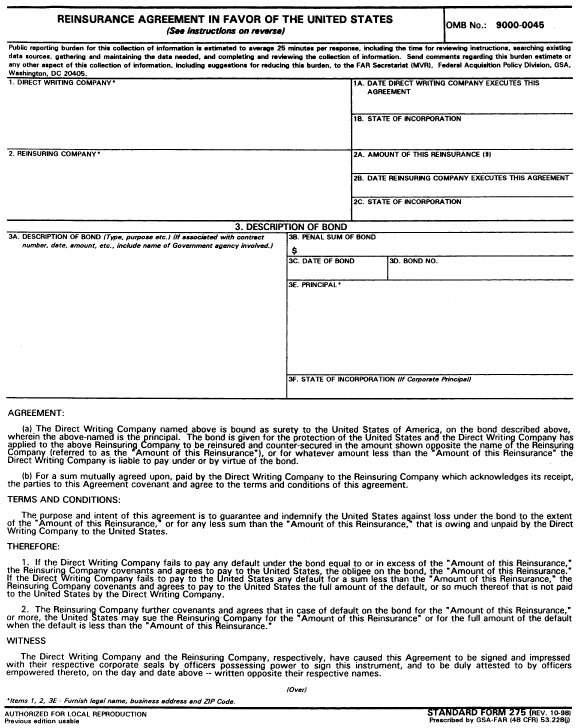 REINSURANCE AGREEMENT IN FAVOR OF THE UNITED STATES
(See instructions on reverse)
OMB No.: 9000-0045
Public reporting burden for this collection of information is estimated to average 25 minutes per response, including the time for reviewing instructions, searching existing
data sources, gathering and maintaining the data needed, and completing and reviewing the collection of information. Send comments regarding this burden estimate or
any other aspect of this collection of information, including suggestions for reducing this burden, to the FAR Secretariat (MVR), Federal Acquisition Policy Division, GSA,
Washington, DC 20405.
1. DIRECT WRITING COMPANY*
1A. DATE DIRECT WRITING COMPANY EXECUTES THIS
AGREEMENT
1B. STATE OF INCORPORATION
2. REINSURING COMPANY*
2A. AMOUNT OF THIS REINSURANCE ($)
2B. DATE REINSURING COMPANY EXECUTES THIS AGREEMENT
2C. STATE OF INCORPORATION
3. DESCRIPTION OF BOND
3A. DESCRIPTION OF BOND (Type, purpose etc.) (If associated with contract
number, date, amount, etc., include name of Government agency involved.)
3B. PENAL SUM OF BOND
$
3C. DATE OF BOND
3D. BOND NO.
3E. PRINCIPAL*
3F. STATE OF INCORPORATION (If Corporate Principal)
AGREEMENT:
(a) The Direct Writing Company named above is bound as surety to the United States of America, on the bond described above,
wherein the above-named is the principal. The bond is given for the protection of the United States and the Direct Writing Company has
applied to the above Reinsuring Company to be reinsured and counter-secured in the amount shown opposite the name of the Reinsuring
Company (referred to as the "Amount of this Reinsurance"), or for whatever amount less than the "Amount of this Reinsurance" the
Direct Writing Company is liable to pay under or by virtue of the bond.
(b) For a sum mutually agreed upon, paid by the Direct Writing Company to the Reinsuring Company which acknowledges its receipt,
the parties to this Agreement covenant and agree to the terms and conditions of this agreement.
TERMS AND CONDITIONS:
The purpose and intent of this agreement is to guarantee and indemnify the United States against loss under the bond to the extent
of the "Amount of this Reinsurance," or for any less sum than the "Amount of this Reinsurance," that is owing and unpaid by the Direct
Writing Company to the United States.
THEREFORE:
1. If the Direct Writing Company fails to pay any default under the bond equal to or in excess of the "Amount of this Reinsurance,"
the Reinsuring Company covenants and agrees to pay to the United States, the obligee on the bond, the "Amount of this Reinsurance."
If the Direct Writing Company fails to pay to the United States any default for a sum less than the "Amount of this Reinsurance," the
Reinsuring Company covenants and agrees to pay to the United States the full amount of the default, or so much thereof that is not paid
to the United States by the Direct Writing Company.
2. The Reinsuring Company further covenants and agrees that in case of default on the bond for the "Amount of this Reinsurance,"
or more, the United States may sue the Reinsuring Company for the "Amount of this Reinsurance" or for the full amount of the default
when the default is less than the "Amount of this Reinsurance."
WITNESS
The Direct Writing Company and the Reinsuring Company, respectively, have caused this Agreement to be signed and impressed
with their respective corporate seals by officers possessing power to sign this instrument, and to be duly attested to by officers
empowered thereto, on the day and date above -- written opposite their respective names.
(Over)
*Items 1, 2, 3E - Furnish legal name, business address and ZIP Code.
AUTHORIZED FOR LOCAL REPRODUCTION
Previous edition usable
STANDARD FORM 275 (REV. 10-98)
Prescribed by GSA-FAR (48 CFR) 53.228(j)